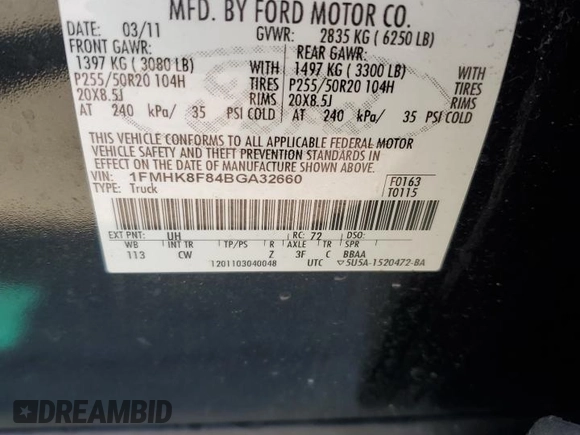 MFD. BY FORD MOTOR CO.
DATE: 03/11 GVWR: 2835 KG ( 6250 LB)
FRONT GAWR: REAR GAWR:
1397 KG ( 3080 LB) WITH 1497 KG ( 3300 LB) WITH
P255/50R20 104H TIRES P255/50R20 104H TIRES
20X8.5J RIMS 20X8.5J RIMS
AT 240 kPa/ 35 PSI COLD AT 240 kPa/ 35 PSI COLD
THIS VEHICLE CONFORMS TO ALL APPLICABLE FEDERAL MOTOR
VEHICLE SAFETY AND THEFT PREVENTION STANDARDS IN
EFFECT ON THE DATE OF MANUFACTURE SHOWN ABOVE.
VIN: 1FMHK8F84BGA32660 F0163
TYPE: Truck T0115
EXT PNT: UH RC: 72 DSO:
WB INT TR TP/PS R AXLE TR SPR
113 CW Z 3F C BBAA
1201103040048 UTC ▽5U5A-1520472-BA
DREAMBID